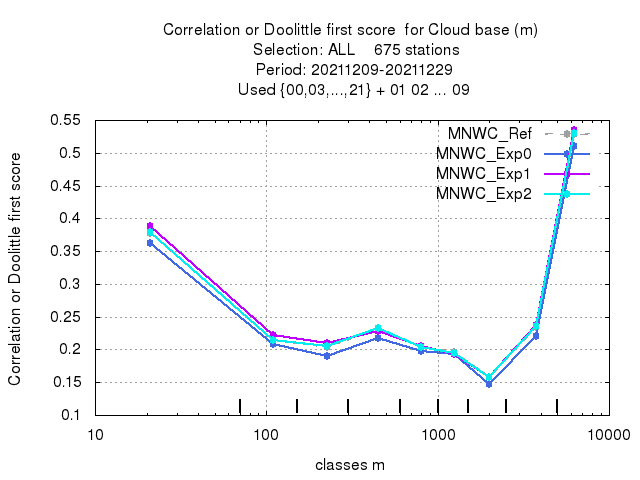 Correlation or Doolittle first score  for Cloud base (m)
Selection: ALL    675 stations
Period: 20211209-20211229
Used {00,03,...,21} + 01 02 ... 09
Correlation or Doolittle first score
0.55
0.5
0.45
0.4
0.35
0.3
0.25
0.2
0.15
0.1
MNWC_Ref
MNWC_Exp0
MNWC_Exp1
MNWC_Exp2
10 100 1000 10000
classes m